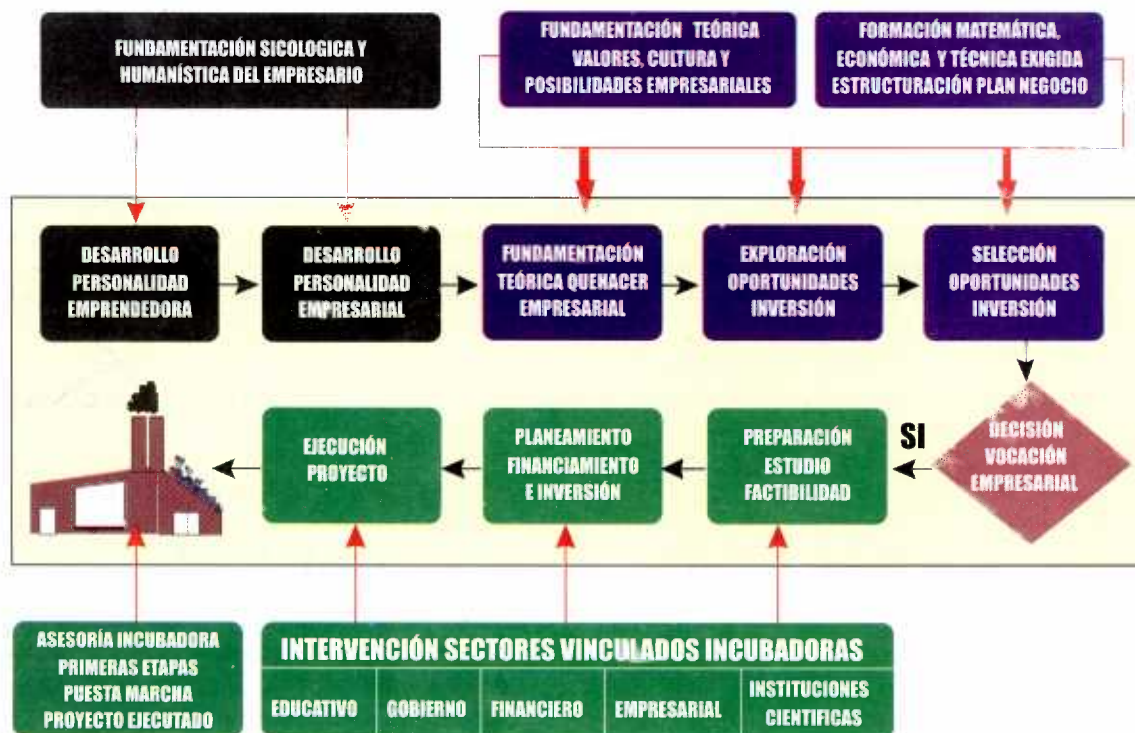 FUNDAMENTACIÓN SICOLOGICA Y
HUMANÍSTICA DEL EMPRESARIO
FUNDAMENTACIÓN TEÓRICA
VALORES, CULTURA Y
POSIBILIDADES EMPRESARIALES
FORMACIÓN MATEMÁTICA,
ECONÓMICA Y TÉCNICA EXIGIDA
ESTRUCTURACIÓN PLAN NEGOCIO
DESARROLLO
PERSONALIDAD
EMPRENDEDORA
DESARROLLO
PERSONALIDAD
EMPRESARIAL
FUNDAMENTACIÓN
TEÓRICA QUENACER
EMPRESARIAL
EXPLORACIÓN
OPORTUNIDADES
INVERSIÓN
SELECCIÓN
OPORTUNIDADES
INVERSIÓN
DECISIÓN
VOCACIÓN
EMPRESARIAL
SI
PREPARACIÓN
ESTUDIO
FACTIBILIDAD
PLANEAMIENTO
FINANCIAMIENTO
E INVERSIÓN
EJECUCIÓN
PROYECTO
ASESORÍA INCUBADORA
PRIMERAS ETAPAS
PUESTA MARCHA
PROYECTO EJECUTADO
INTERVENCIÓN SECTORES VINCULADOS INCUBADORAS
EDUCATIVO
GOBIERNO
FINANCIERO
EMPRESARIAL
INSTITUCIONES
CIENTIFICAS